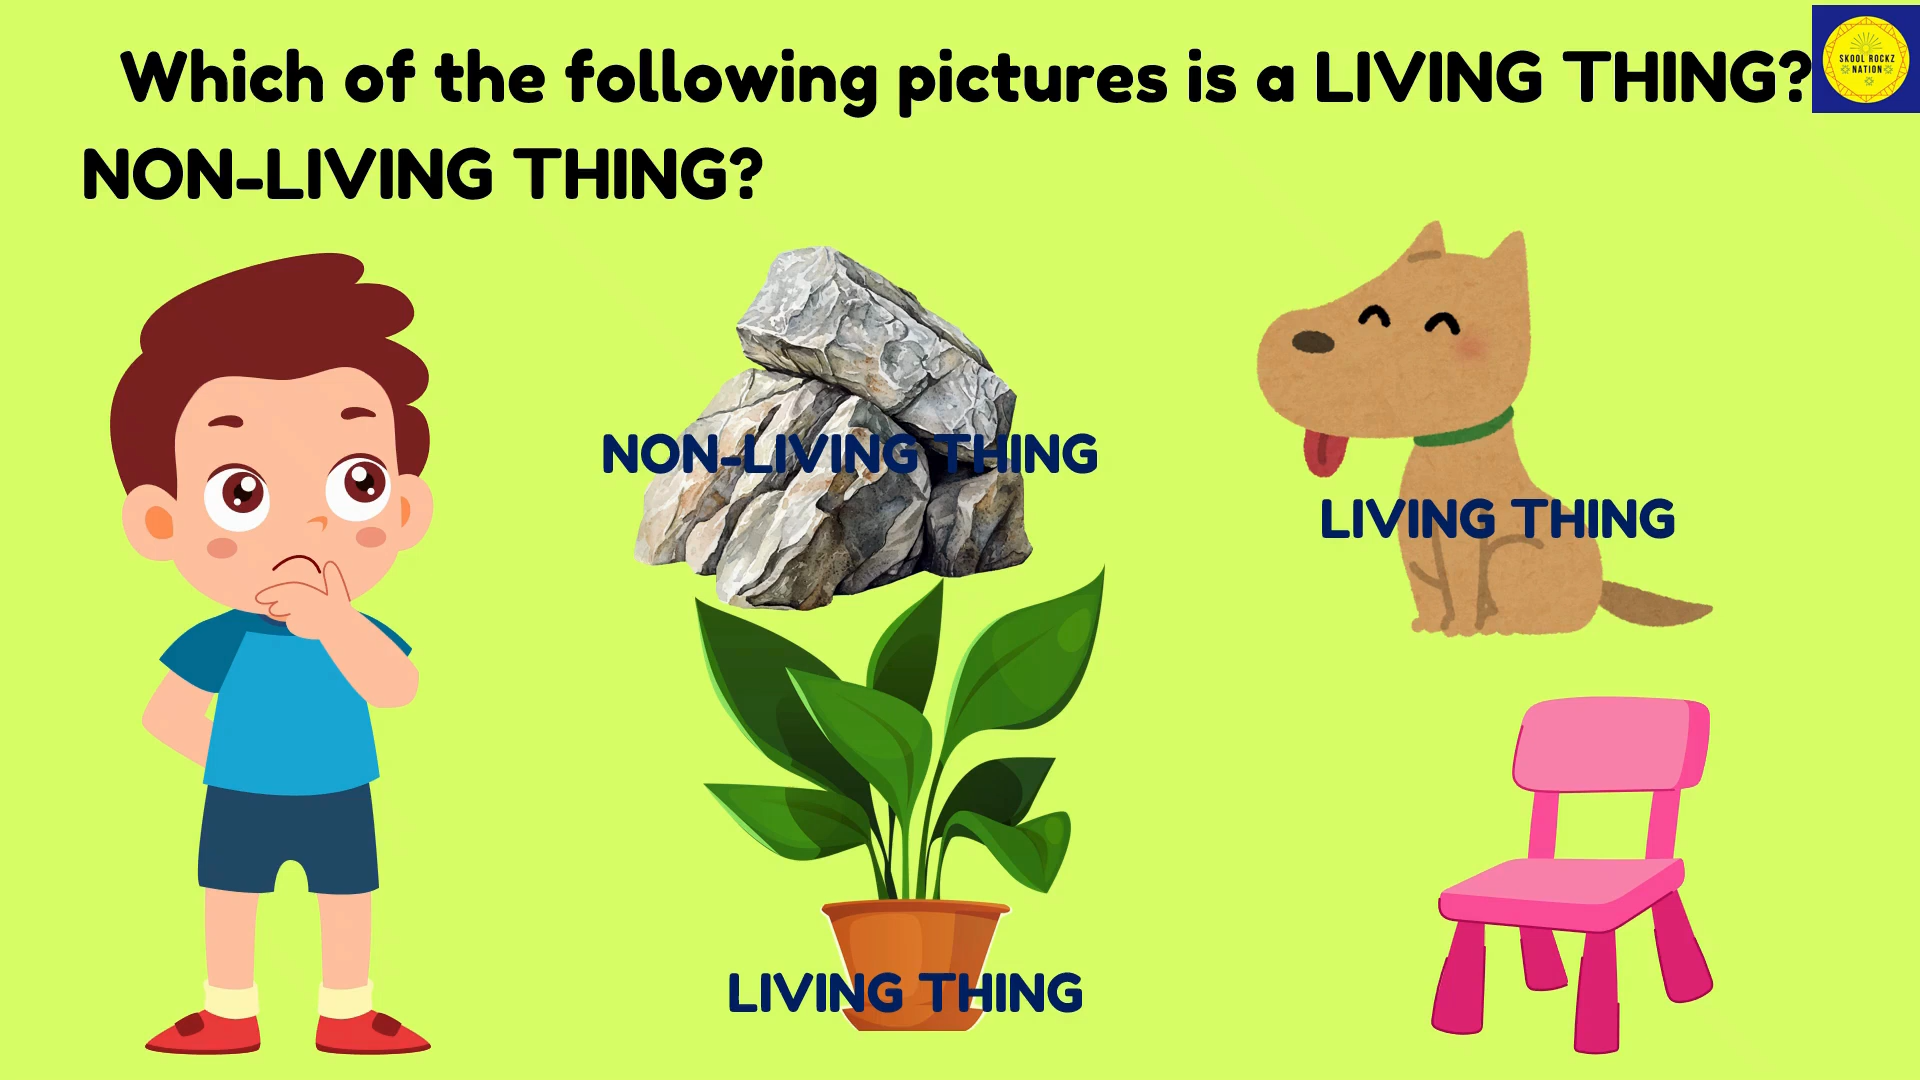 Which of the following pictures is a LIVING THING?
NON-LIVING THING?
SKOOL ROCKZ
NATION
NON-LIVING THING
LIVING THING
LIVING THING